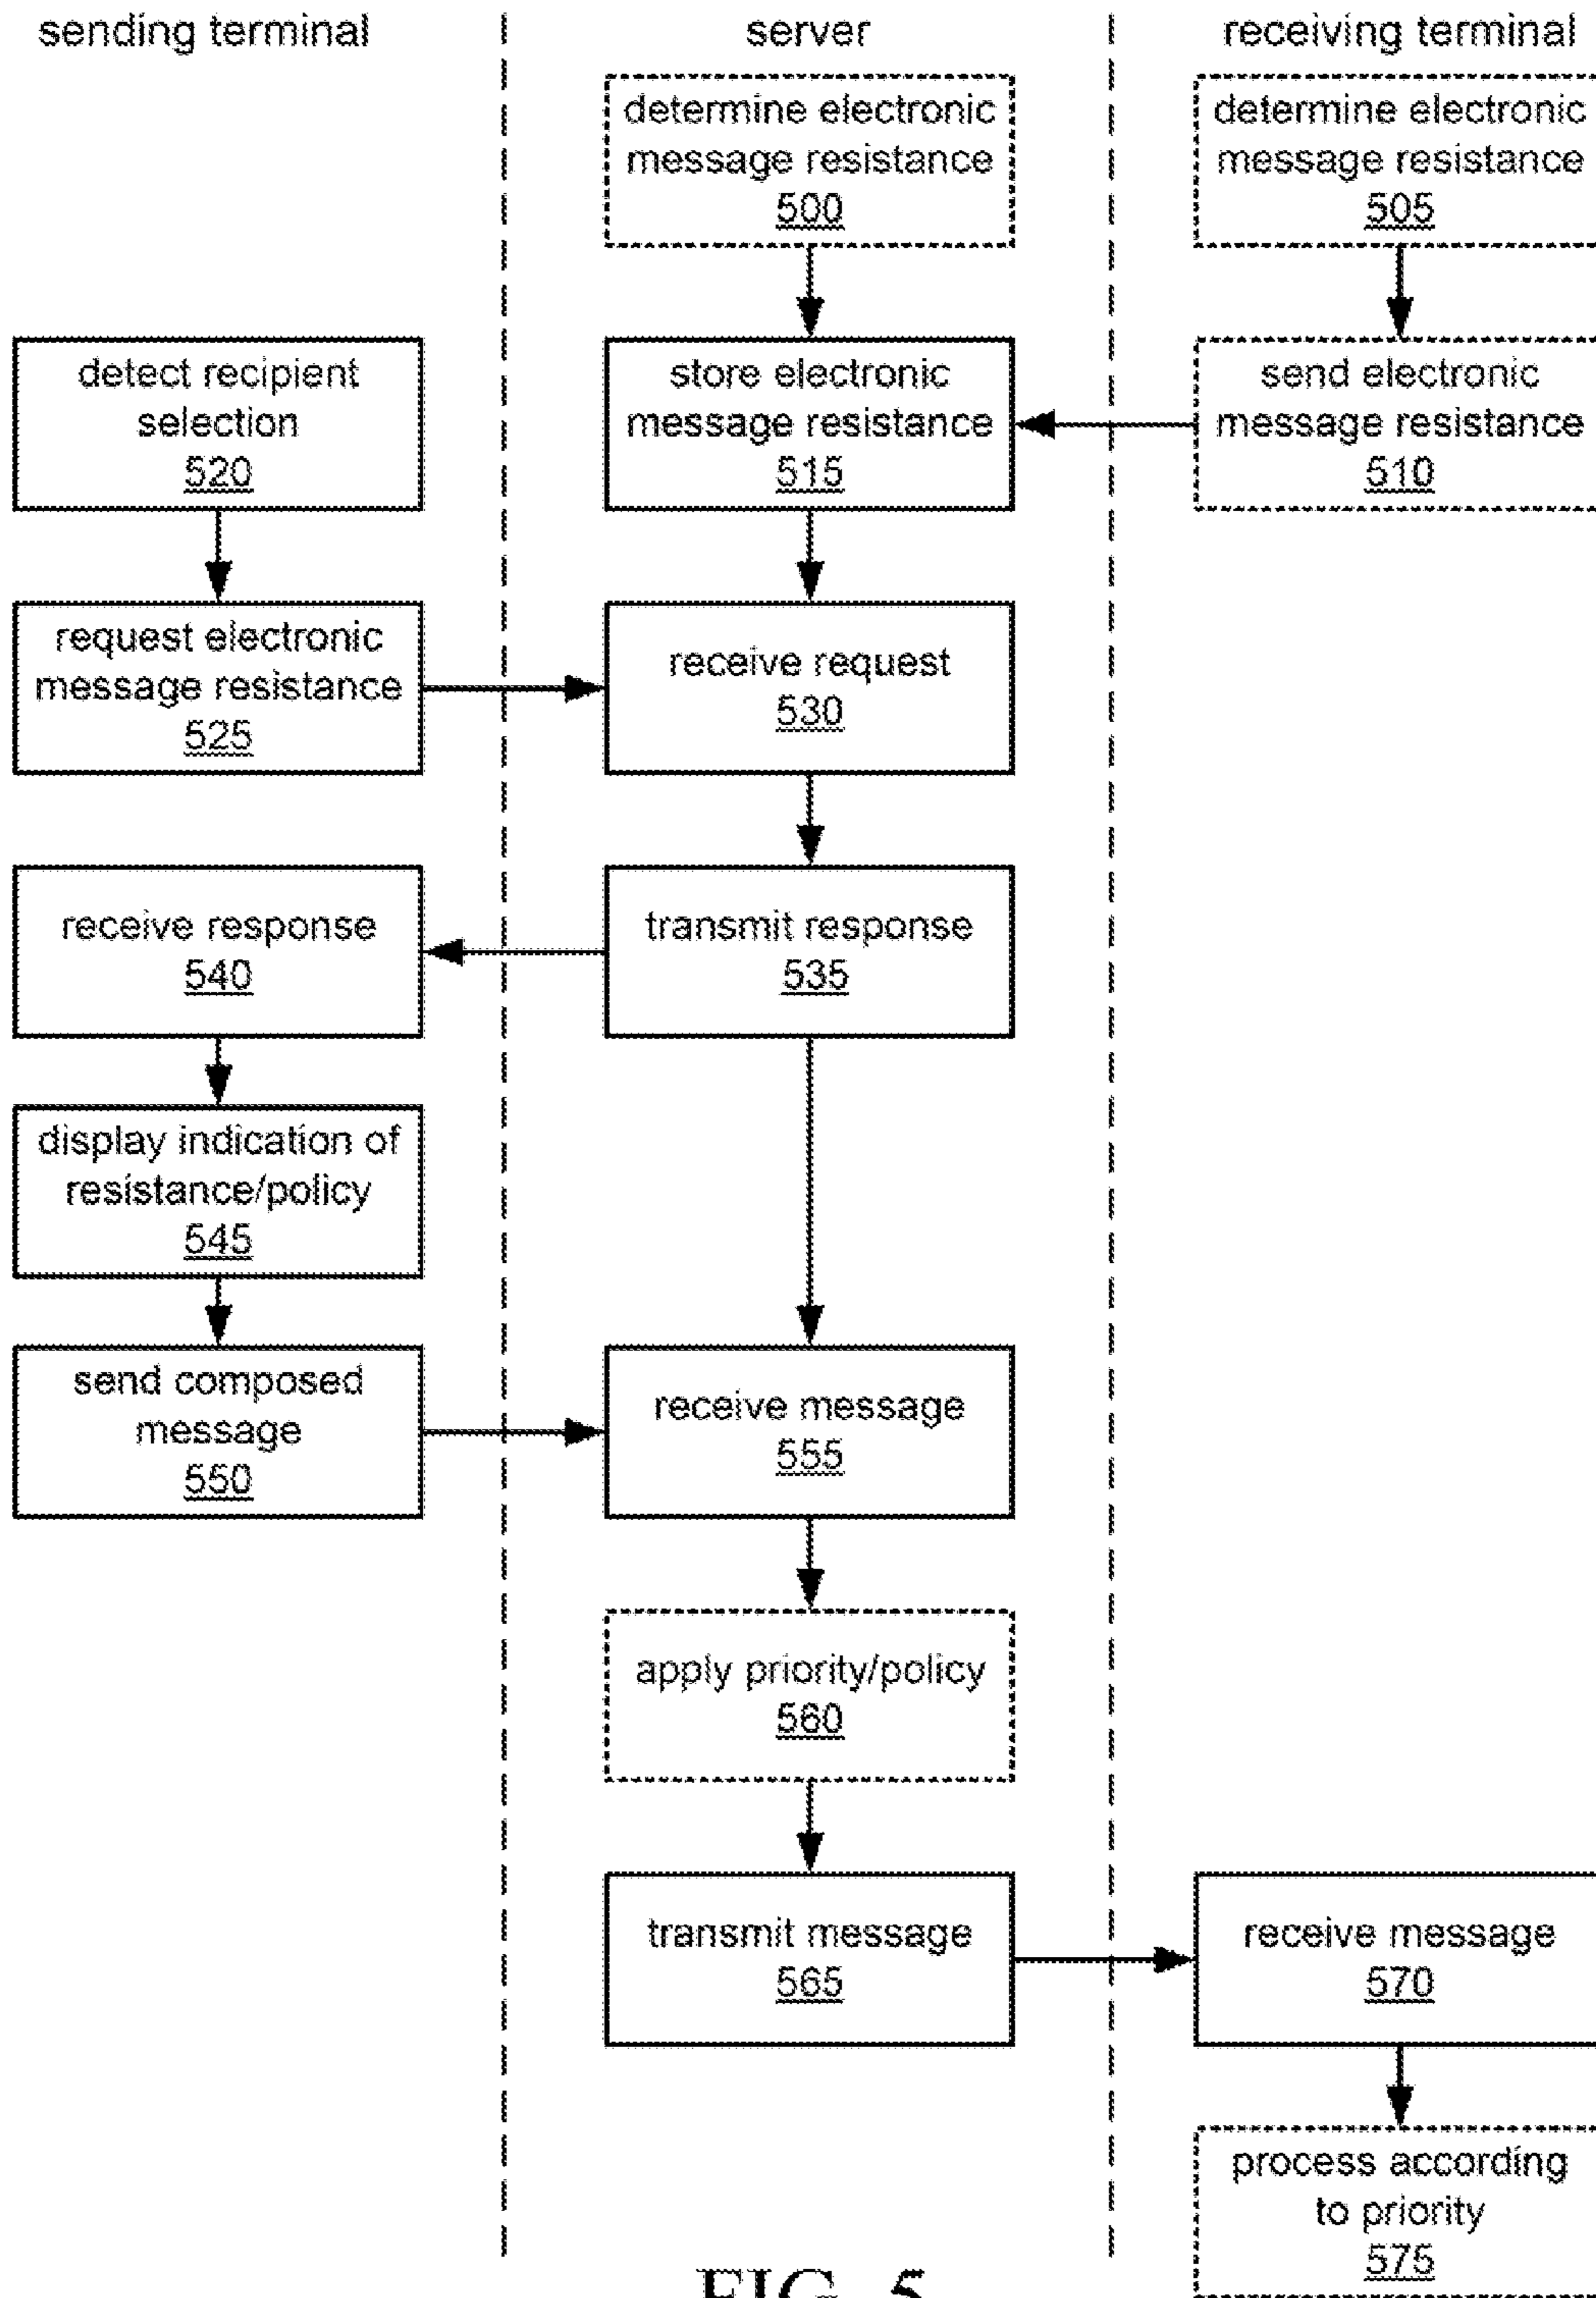 sending terminal
server
receiving terminal
determine electronic
message resistance
500
determine electronic
message resistance
505
detect recipient
selection
520
store electronic
message resistance
515
send electronic
message resistance
510
request electronic
message resistance
525
receive request
530
receive response
540
transmit response
535
display indication of
resistance/policy
545
send composed
message
550
receive message
555
apply priority/policy
560
transmit message
565
receive message
570
process according
to priority
575
FIG. 5